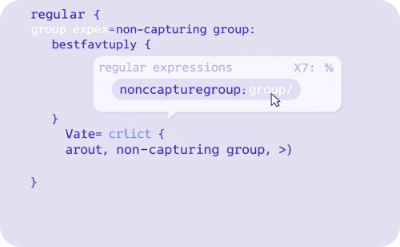 regular {
group expex=non-capturing group:
bestfavtuply {
regular expressions X7: %
nonccapturegroup: group/
}
Vate= crlict {
arout, non-capturing group, >)
}